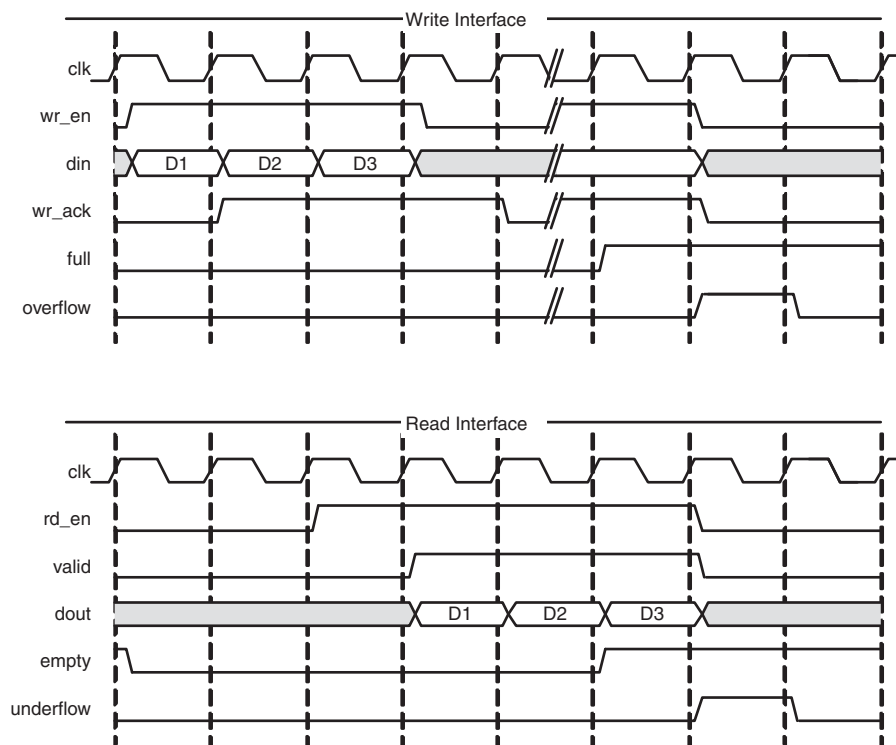 Write Interface
clk
wr_en
din D1 D2 D3
wr_ack
full
overflow
Read Interface
clk
rd_en
valid
dout D1 D2 D3
empty
underflow